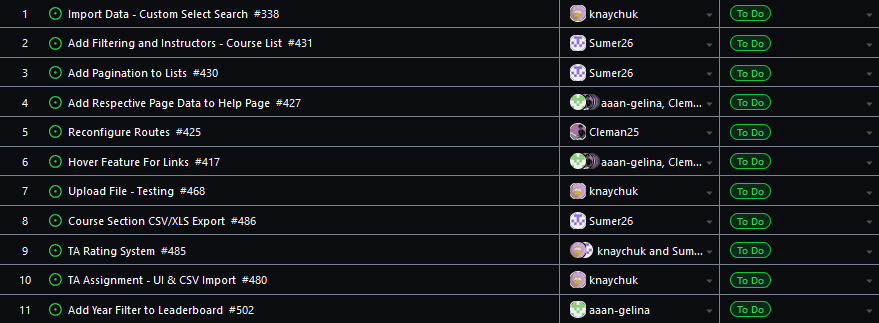 1 Import Data - Custom Select Search #338 knaychuk To Do
2 Add Filtering and Instructors - Course List #431 Sumer26 To Do
3 Add Pagination to Lists #430 Sumer26 To Do
4 Add Respective Page Data to Help Page #427 aaan-gelina, Clem... To Do
5 Reconfigure Routes #425 Cleman25 To Do
6 Hover Feature For Links #417 aaan-gelina, Clem... To Do
7 Upload File - Testing #468 knaychuk To Do
8 Course Section CSV/XLS Export #486 Sumer26 To Do
9 TA Rating System #485 knaychuk and Sum... To Do
10 TA Assignment - UI & CSV Import #480 knaychuk To Do
11 Add Year Filter to Leaderboard #502 aaan-gelina To Do